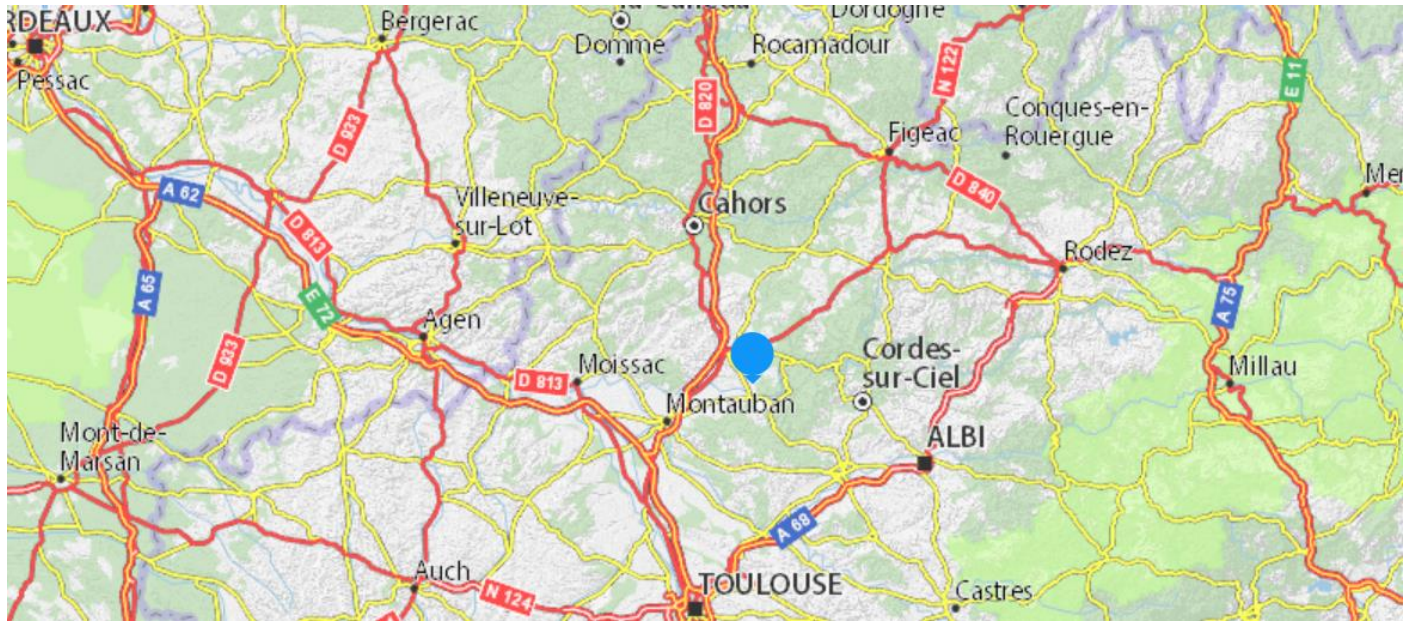 RDEAUX
Bergerac
Dordogne
Domme
Rocamadour
Pessac
N 122
E 11
D 820
D 933
Conques-en-
Rouergue
Figeac
A 62
Villeneuve-
sur-Lot
D 840
Mer
Cahors
D 813
Rodez
A 65
E 72
A 75
Agen
D 933
Moissac
D 813
Cordes-
sur-Ciel
Millau
Montauban
Mont-de-
Marsan
ALBI
A 68
Auch
N 124
TOULOUSE
Castres